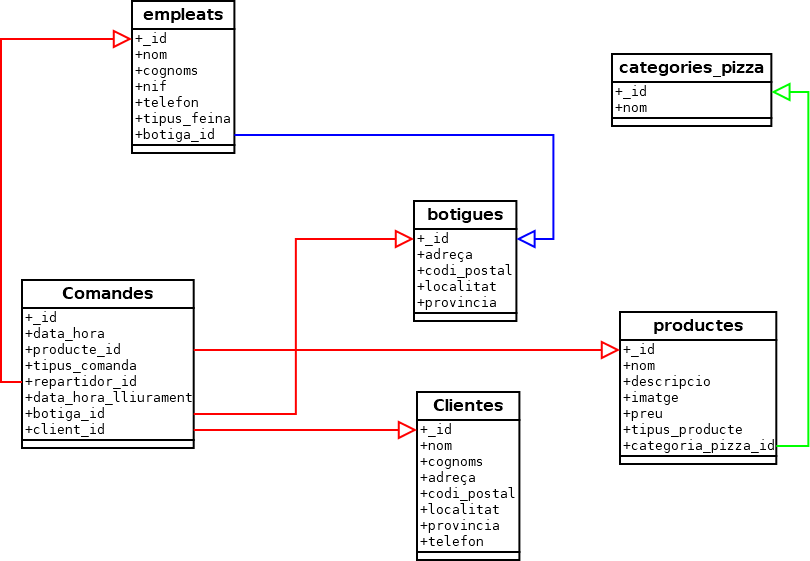 empleats
+_id
+nom
+cognoms
+nif
+telefon
+tipus_feina
+botiga_id
categories_pizza
+_id
+nom
botigues
+_id
+adreça
+codi_postal
+localitat
+provincia
Comandes
+_id
+data_hora
+producte_id
+tipus_comanda
+repartidor_id
+data_hora_lliurament
+botiga_id
+client_id
productes
+_id
+nom
+descripcio
+imatge
+preu
+tipus_producte
+categoria_pizza_id
Clientes
+_id
+nom
+cognoms
+adreça
+codi_postal
+localitat
+provincia
+telefon